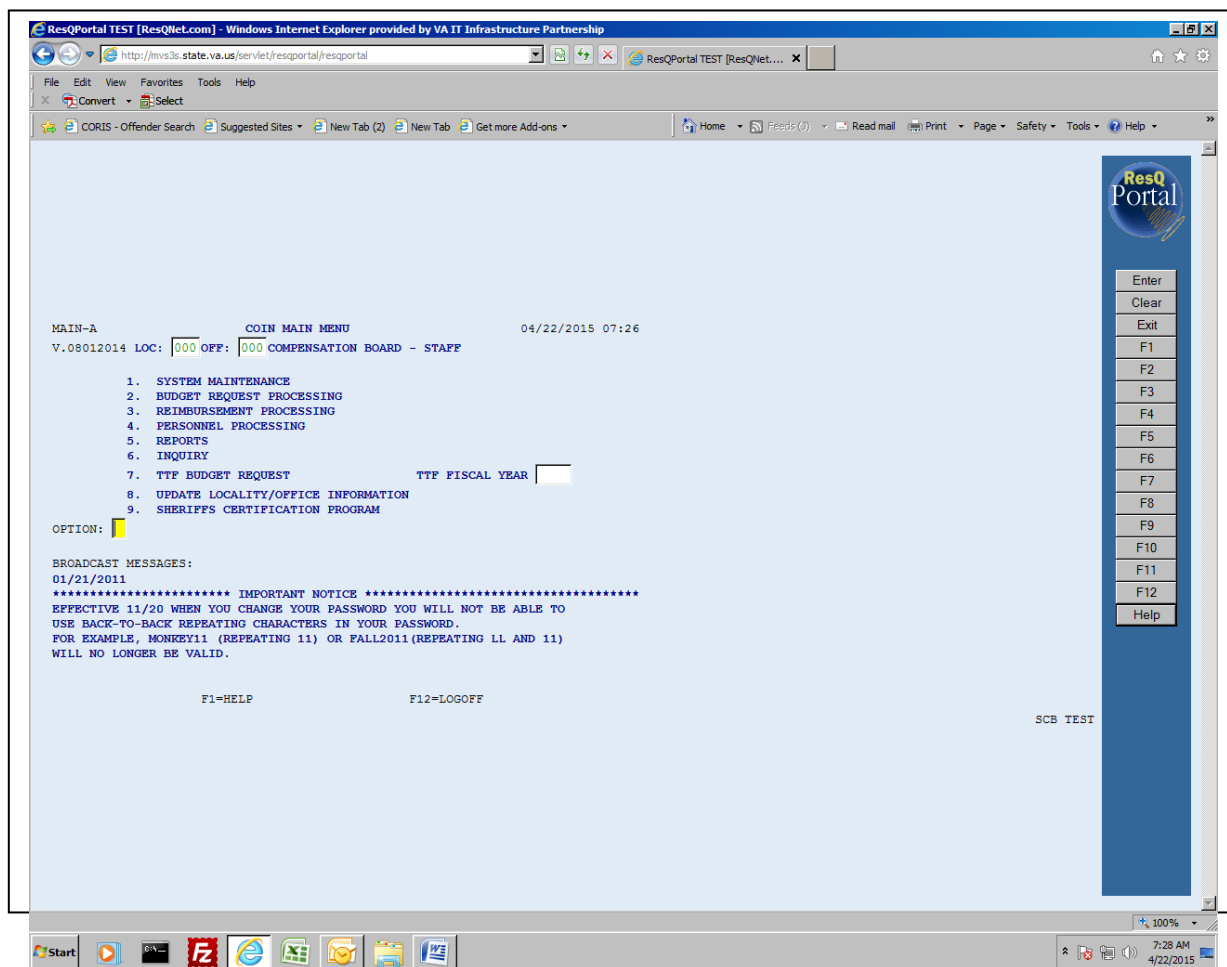 ResQPortal TEST [ResQNet.com] - Windows Internet Explorer provided by VA IT Infrastructure Partnership
http://mvs3s.state.va.us/servlet/resqportal/resqportal
ResQPortal TEST [ResQNet....
File Edit View Favorites Tools Help
Convert Select
CORIS - Offender Search Suggested Sites New Tab (2) New Tab Get more Add-ons Home Feeds (J) Read mail Print Page Safety Tools Help
ResQ
Portal
Enter
Clear
Exit
F1
F2
F3
F4
F5
F6
F7
F8
F9
F10
F11
F12
Help
MAIN-A COIN MAIN MENU 04/22/2015 07:26
V.08012014 LOC: 000 OFF: 000 COMPENSATION BOARD - STAFF
1. SYSTEM MAINTENANCE
2. BUDGET REQUEST PROCESSING
3. REIMBURSEMENT PROCESSING
4. PERSONNEL PROCESSING
5. REPORTS
6. INQUIRY
7. TTF BUDGET REQUEST TTF FISCAL YEAR
8. UPDATE LOCALITY/OFFICE INFORMATION
9. SHERIFFS CERTIFICATION PROGRAM
OPTION:
BROADCAST MESSAGES:
01/21/2011
************************ IMPORTANT NOTICE *************************************
EFFECTIVE 11/20 WHEN YOU CHANGE YOUR PASSWORD YOU WILL NOT BE ABLE TO
USE BACK-TO-BACK REPEATING CHARACTERS IN YOUR PASSWORD.
FOR EXAMPLE, MONKEY11 (REPEATING 11) OR FALL2011(REPEATING LL AND 11)
WILL NO LONGER BE VALID.
F1=HELP F12=LOGOFF
SCB TEST
100%
Start
7:28 AM
4/22/2015